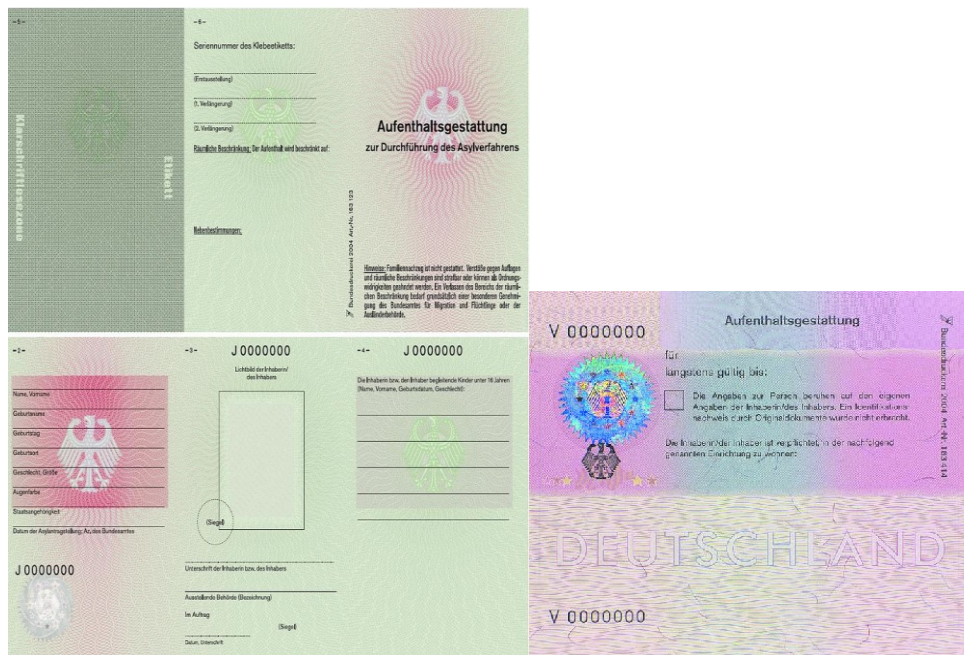 -5-
Klarschriftlesezone
Etikett
-6-
Seriennummer des Klebeetiketts:
(Erstausstellung)
(1. Verlängerung)
(2. Verlängerung)
Räumliche Beschränkung: Der Aufenthalt wird beschränkt auf:
Nebenbestimmungen:
Bundesdruckerei 2004 Art.-Nr. 163 123
Aufenthaltsgestattung
zur Durchführung des Asylverfahrens
Hinweise: Familiennachzug ist nicht gestattet. Verstöße gegen Auflagen
und räumliche Beschränkungen sind strafbar oder können als Ordnungs-
widrigkeiten geahndet werden. Ein Verlassen des Bereichs der räumli-
chen Beschränkung bedarf grundsätzlich einer besonderen Genehmi-
gung des Bundesamtes für Migration und Flüchtlinge oder der
Ausländerbehörde.
-2-
Name, Vorname
Geburtsname
Geburtstag
Geburtsort
Geschlecht, Größe
Augenfarbe
Staatsangehörigkeit
Datum der Asylantragstellung; Az. des Bundesamtes
J 0000000
-3-
J 0000000
Lichtbild der Inhaberin/
des Inhabers
(Siegel)
Unterschrift der Inhaberin bzw. des Inhabers
Ausstellende Behörde (Bezeichnung)
Im Auftrag
(Siegel)
Datum, Unterschrift
-4-
J 0000000
Die Inhaberin bzw. den Inhaber begleitende Kinder unter 16 Jahren
(Name, Vorname, Geburtsdatum, Geschlecht):
V 0000000
Aufenthaltsgestattung
für
längstens gültig bis:
Die Angaben zur Person beruhen auf den eigenen
Angaben der Inhaberin/des Inhabers. Ein Identitäts-
nachweis durch Originaldokumente wurde nicht erbracht.
Die Inhaberin/der Inhaber ist verpflichtet, in der nachfolgend
genannten Einrichtung zu wohnen:
Bundesdruckerei 2004 Art.-Nr. 163 414
DEUTSCHLAND
V 0000000